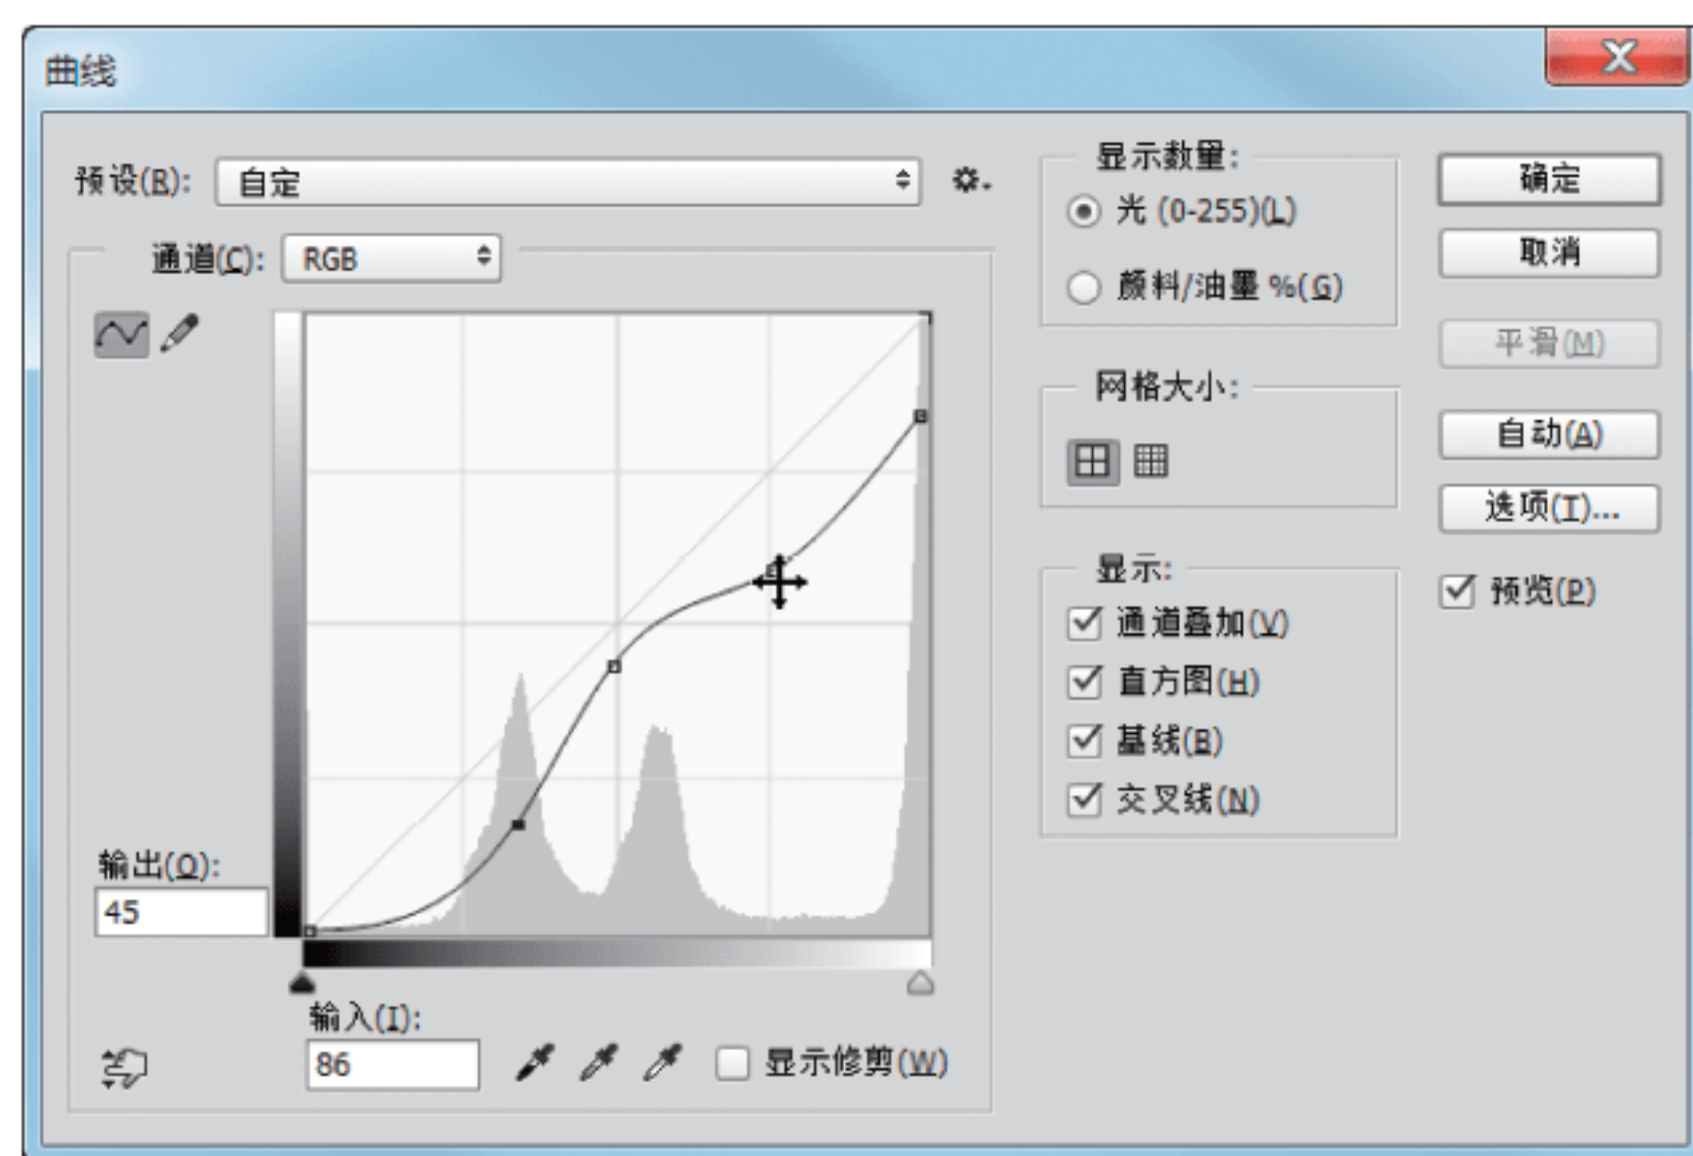 曲线
预设(R): 自定
通道(C): RGB
输出(O):
45
输入(I):
86
显示修剪(W)
显示数量:
光 (0-255)(L)
颜料/油墨 %(G)
网格大小:
显示:
通道叠加(V)
直方图(H)
基线(B)
交叉线(N)
确定
取消
平滑(M)
自动(A)
选项(T)...
预览(P)